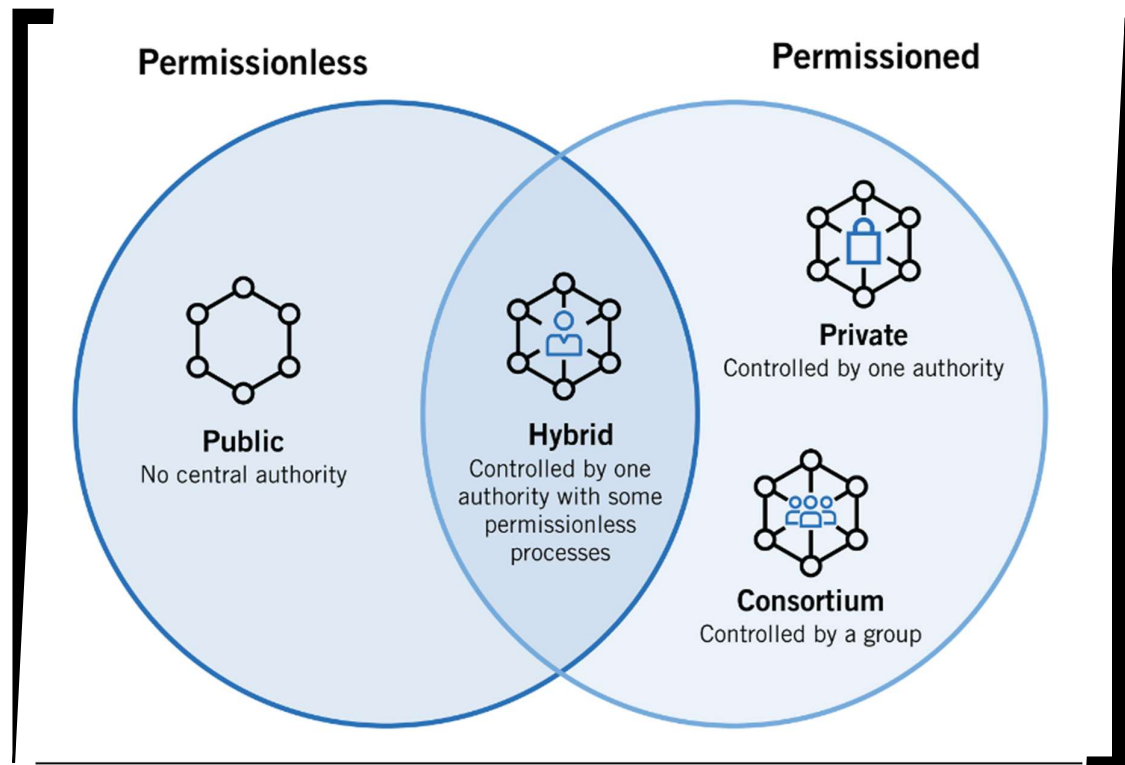 Permissionless
Permissioned
Public
No central authority
Hybrid
Controlled by one
authority with some
permissionless
processes
Private
Controlled by one authority
Consortium
Controlled by a group